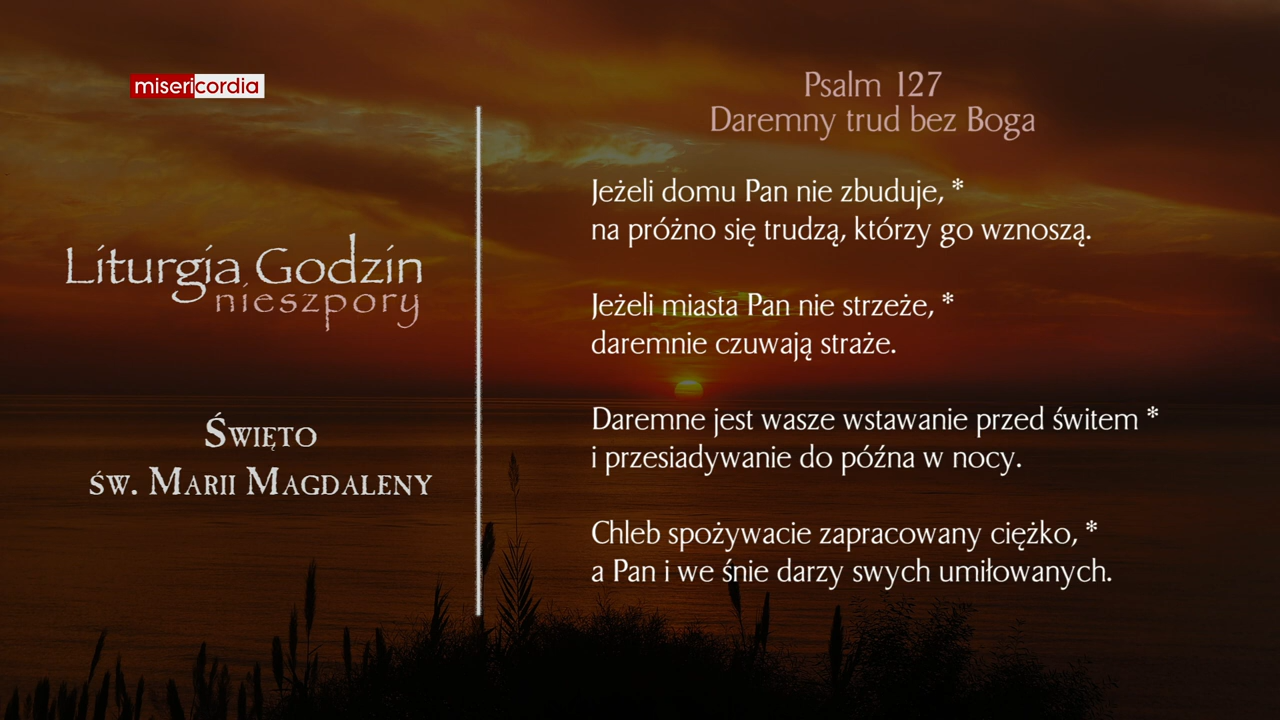 misericordia
Liturgia Godzin
nieszpory
Święto
św. Marii Magdaleny
Psalm 127
Daremny trud bez Boga
Jeżeli domu Pan nie zbuduje, *
na próżno się trudzą, którzy go wznoszą.
Jeżeli miasta Pan nie strzeże, *
daremnie czuwają straże.
Daremne jest wasze wstawanie przed świtem *
i przesiadywanie do późna w nocy.
Chleb spożywacie zapracowany ciężko, *
a Pan i we śnie darzy swych umiłowanych.